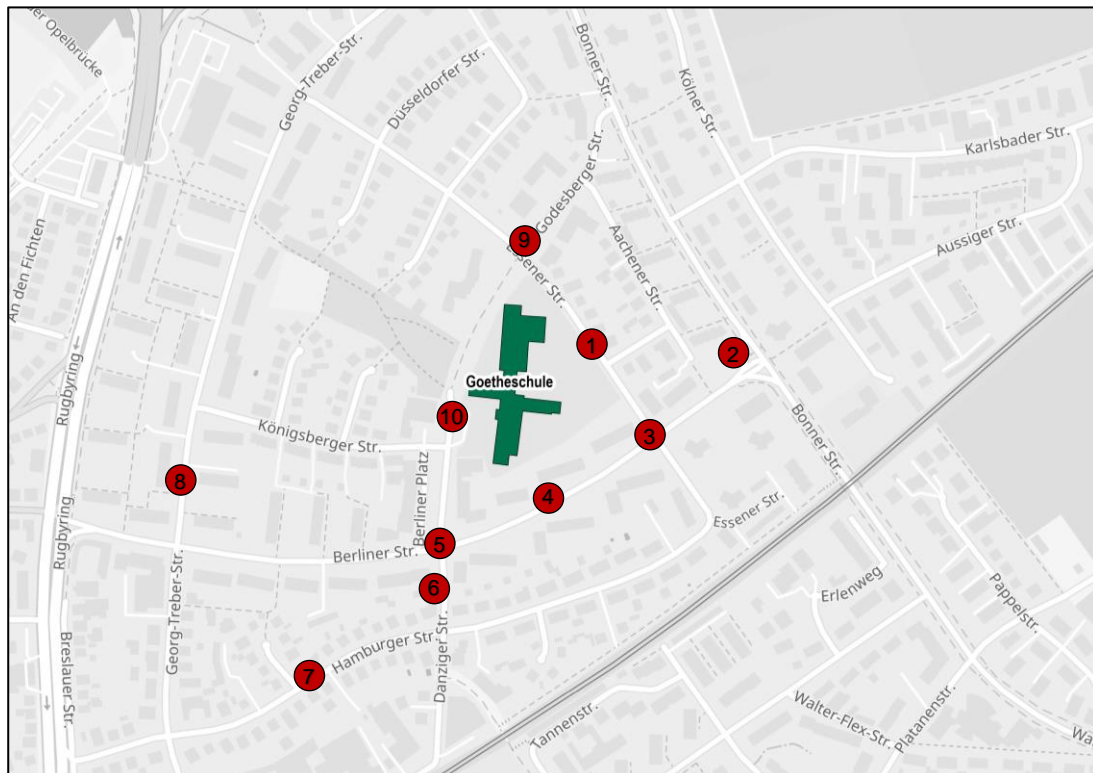 der Opelbrücke
Georg-Treber-Str.
Düsseldorfer Str.
Bonner Str.
Kölner Str.
Karlsbader Str.
Godesberger Str.
Aachener Str.
Aussiger Str.
An den Fichten
9
Essener Str.
1
2
Rugbyring
Goetheschule
10
Königsberger Str.
3
Bonner Str.
8
Berliner Platz
4
Essener Str.
Rugbyring
Berliner Str.
5
6
Erlenweg
Pappelstr.
Georg-Treber-Str.
Hamburger Str.
Danziger Str.
7
Breslauer Str.
Tannenstr.
Walter-Flex-Str.
Platanenstr.